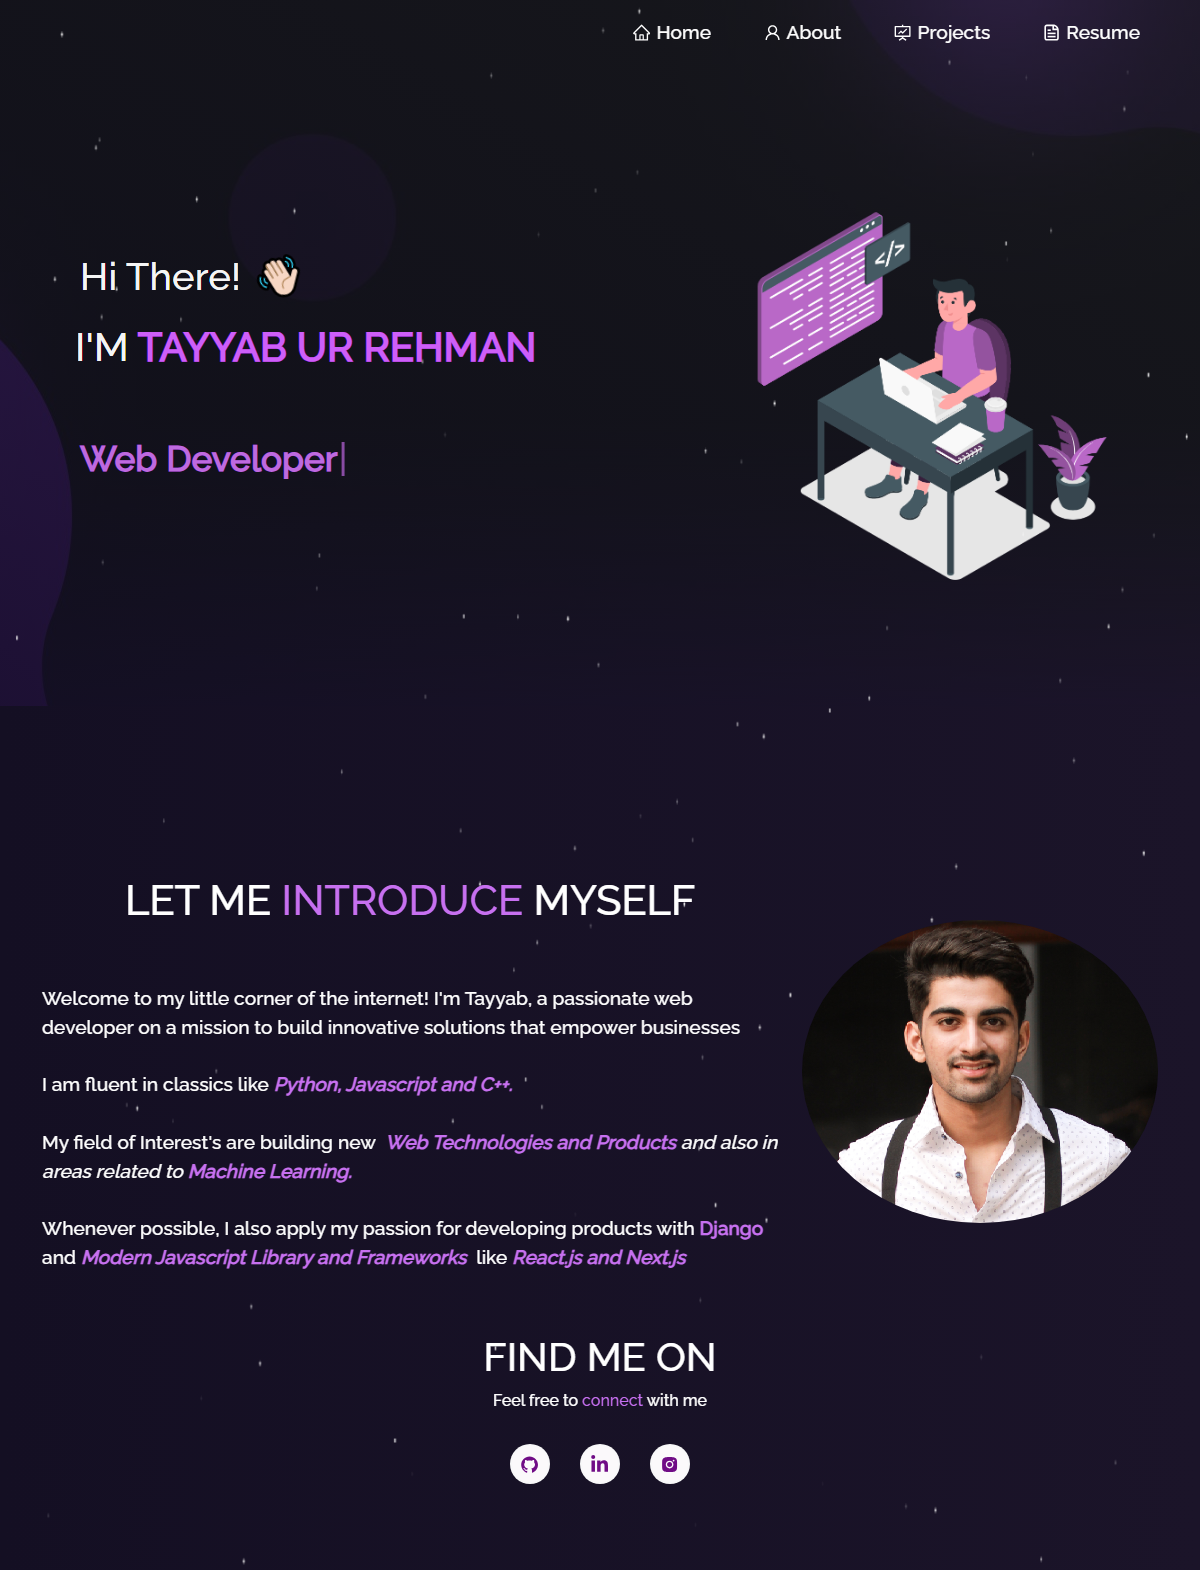 Home About Projects Resume
Hi There! 👋🏻
I'M TAYYAB UR REHMAN
</>
Web Developer|
LET ME INTRODUCE MYSELF
Welcome to my little corner of the internet! I'm Tayyab, a passionate web
developer on a mission to build innovative solutions that empower businesses
I am fluent in classics like Python, Javascript and C++.
My field of Interest's are building new Web Technologies and Products and also in
areas related to Machine Learning.
Whenever possible, I also apply my passion for developing products with Django
and Modern Javascript Library and Frameworks like React.js and Next.js
FIND ME ON
Feel free to connect with me
in